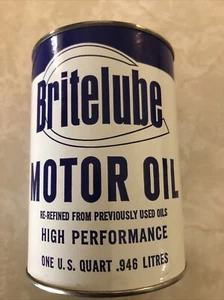 Britelube
MOTOR OIL
RE-REFINED FROM PREVIOUSLY USED OILS
HIGH PERFORMANCE
ONE U.S. QUART .946 LITRES